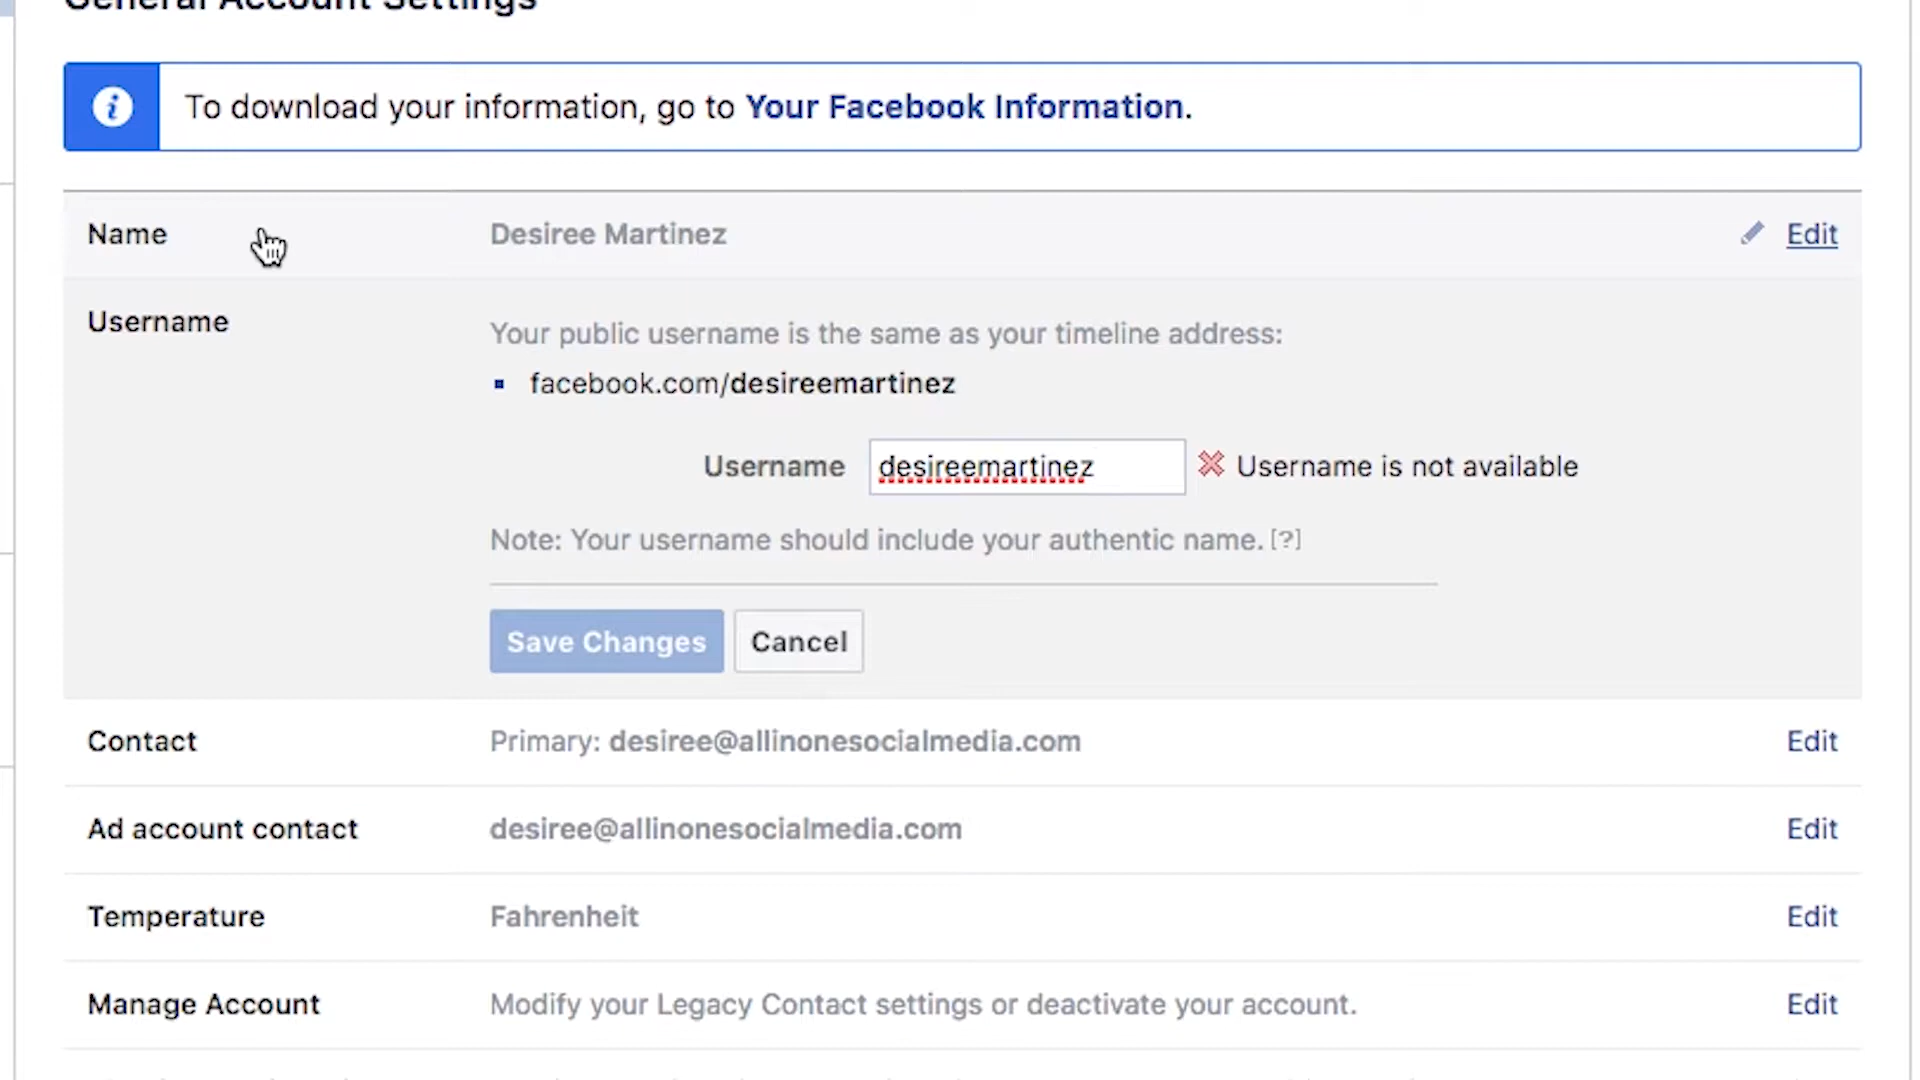 General Account Settings
To download your information, go to Your Facebook Information.
Name Desiree Martinez Edit
Username Your public username is the same as your timeline address:
facebook.com/desireemartinez
Username desireemartinez Username is not available
Note: Your username should include your authentic name. [?]
Save Changes Cancel
Contact Primary: desiree@allinonesocialmedia.com Edit
Ad account contact desiree@allinonesocialmedia.com Edit
Temperature Fahrenheit Edit
Manage Account Modify your Legacy Contact settings or deactivate your account. Edit